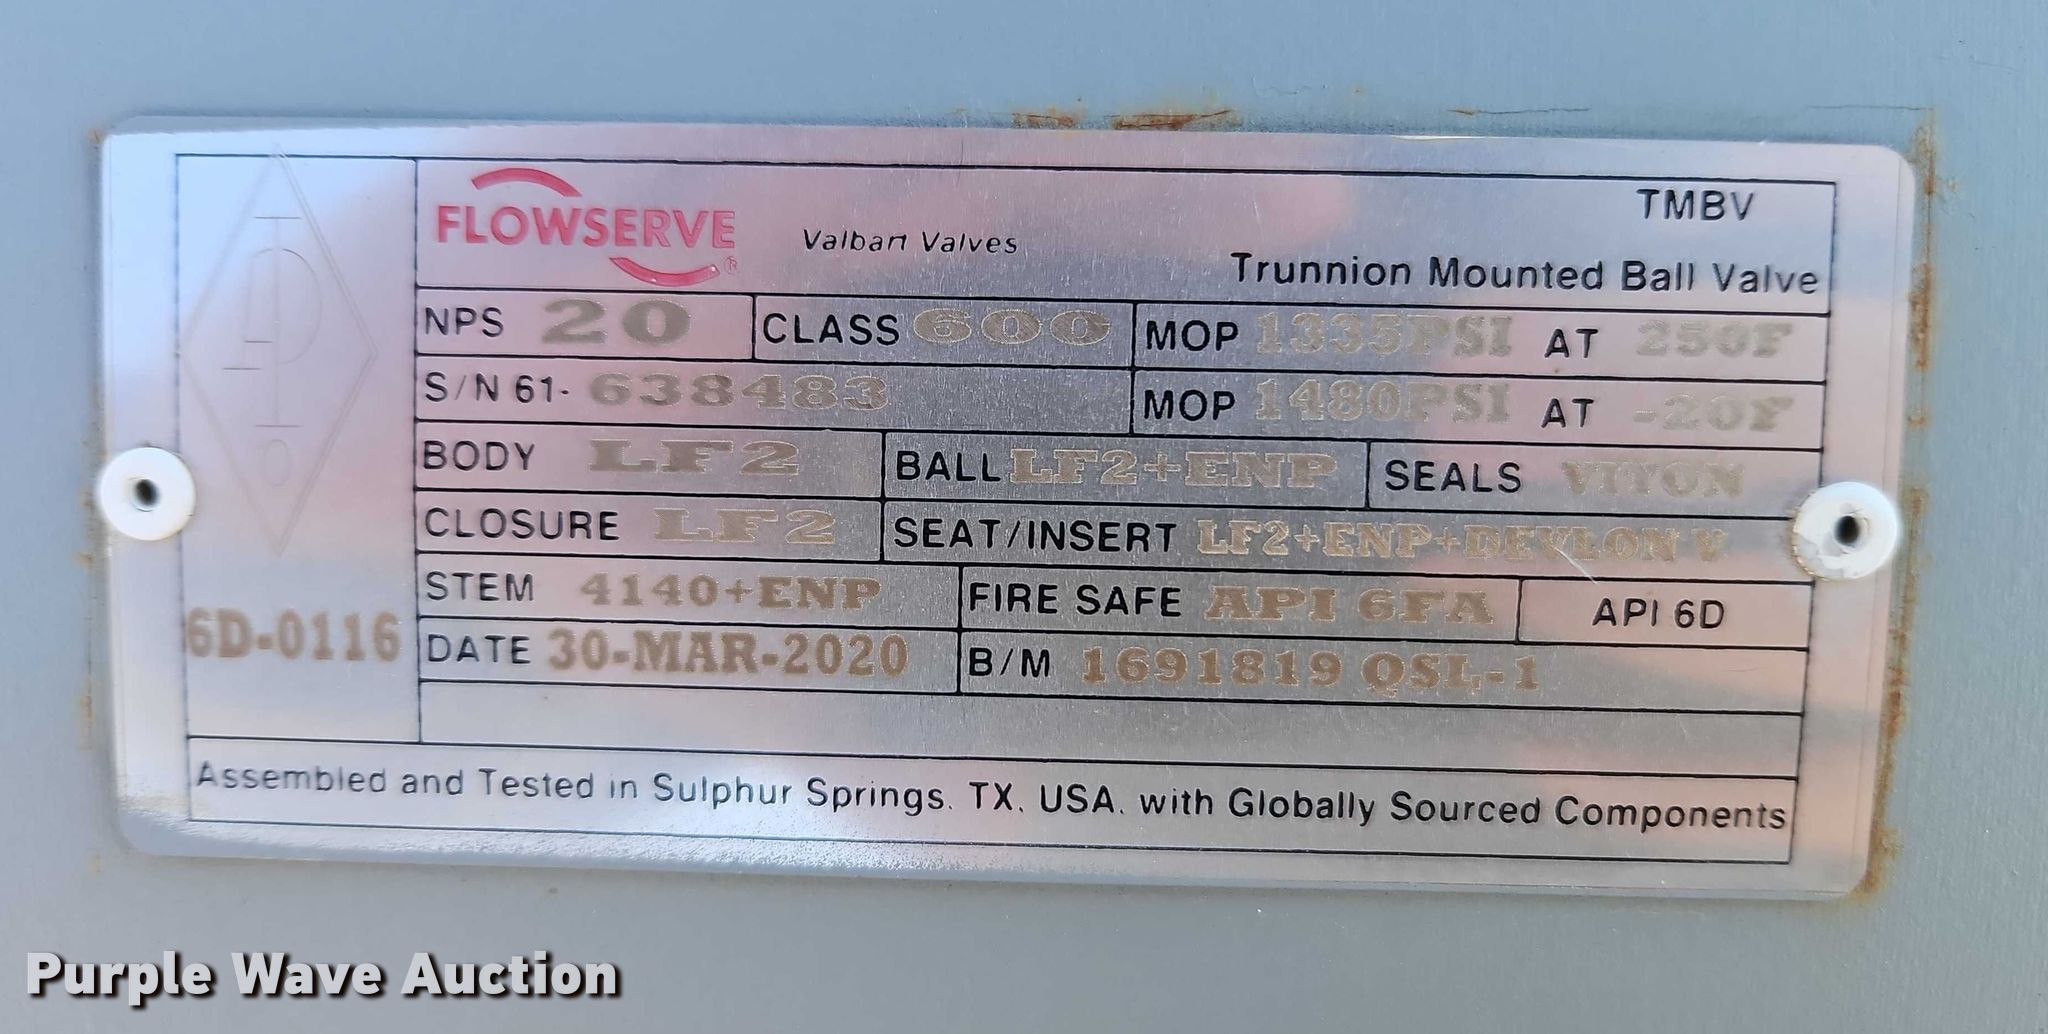 FLOWSERVE ®
Valbart Valves
TMBV
Trunnion Mounted Ball Valve
NPS 20 CLASS 600 MOP 1335PSI AT 250F
S/N 61- 638483 MOP 1480PSI AT -20F
BODY LF2 BALL LF2+ENP SEALS VITON
CLOSURE LF2 SEAT/INSERT LF2+ENP+DEVLON V
STEM 4140+ENP FIRE SAFE API 6FA API 6D
6D-0116
DATE 30-MAR-2020 B/M 1691819 QSL-1
Assembled and Tested in Sulphur Springs, TX, USA, with Globally Sourced Components
Purple Wave Auction